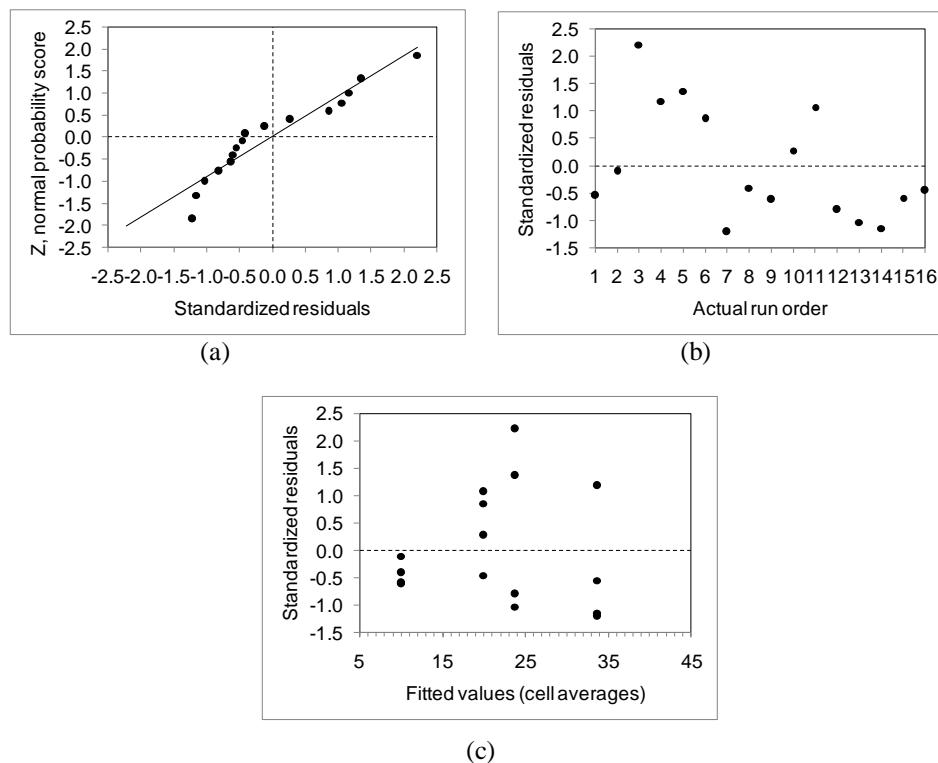 Z, normal probability score
2.5
2.0
1.5
1.0
0.5
0.0
-0.5
-1.0
-1.5
-2.0
-2.5
-2.5-2.0-1.5-1.0-0.5 0.0 0.5 1.0 1.5 2.0 2.5
Standardized residuals
(a)
Standardized residuals
2.5
2.0
1.5
1.0
0.5
0.0
-0.5
-1.0
-1.5
1 2 3 4 5 6 7 8 9 10 11 12 13 14 15 16
Actual run order
(b)
Standardized residuals
2.5
2.0
1.5
1.0
0.5
0.0
-0.5
-1.0
-1.5
5 15 25 35 45
Fitted values (cell averages)
(c)